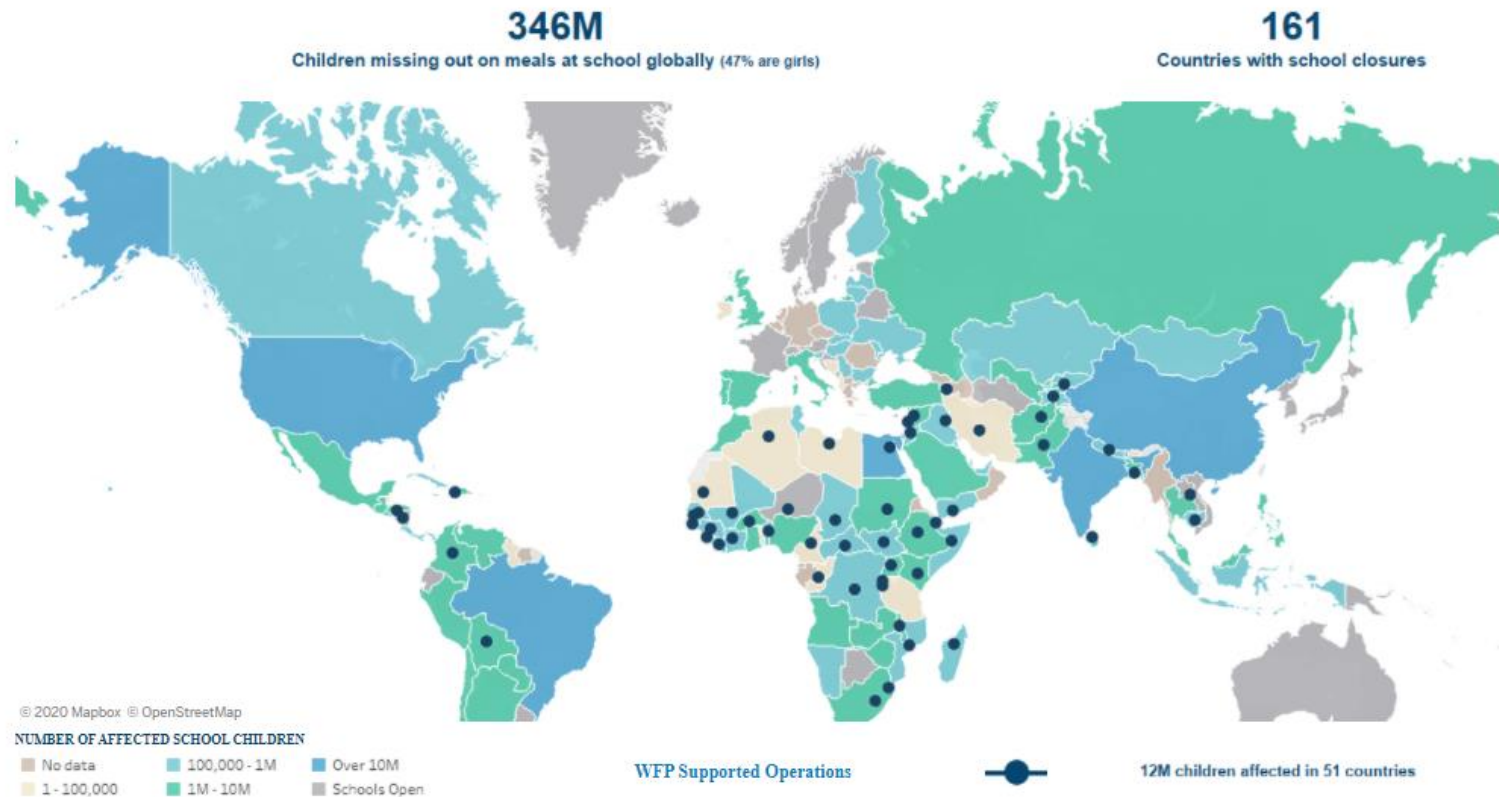 346M
Children missing out on meals at school globally (47% are girls)
161
Countries with school closures
© 2020 Mapbox © OpenStreetMap
NUMBER OF AFFECTED SCHOOL CHILDREN
No data
100,000 - 1M
Over 10M
1 - 100,000
1M - 10M
Schools Open
WFP Supported Operations
12M children affected in 51 countries